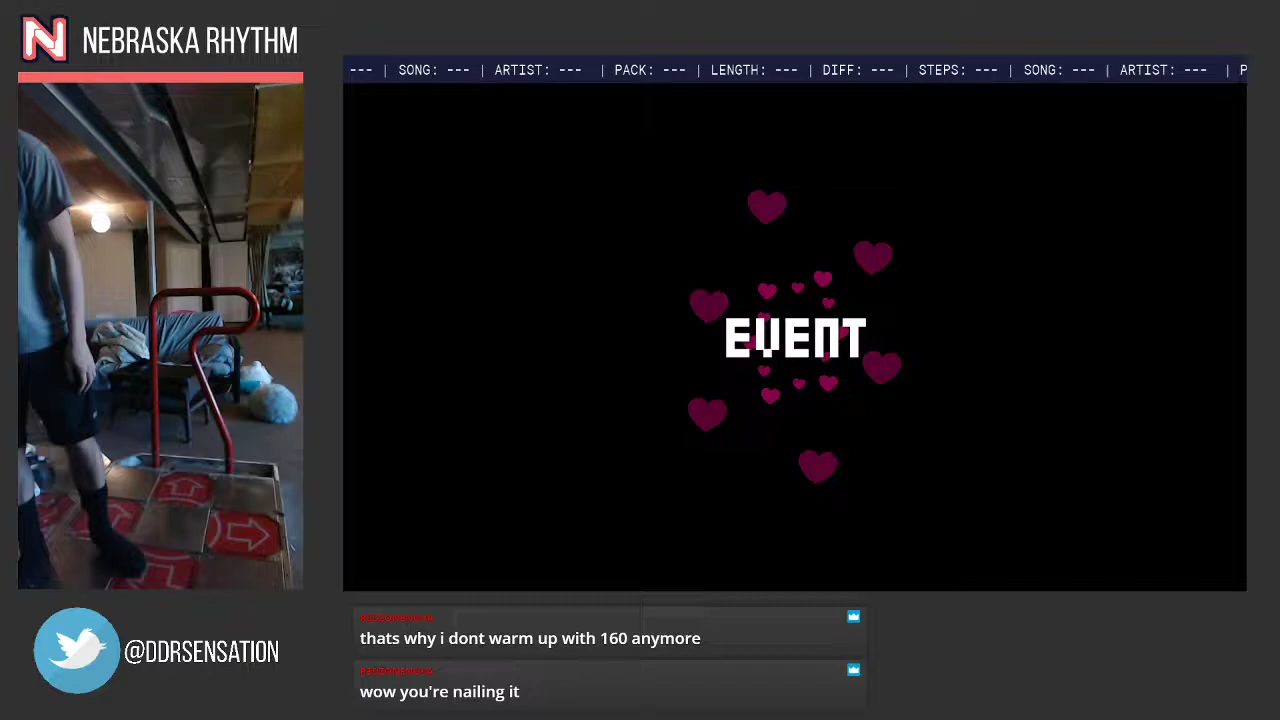 N NEBRASKA RHYTHM
--- | SONG: --- | ARTIST: --- | PACK: --- | LENGTH: --- | DIFF: --- | STEPS: --- | SONG: --- | ARTIST: --- | P
EVENT
thats why i dont warm up with 160 anymore
wow you're nailing it
@DDRSENSATION